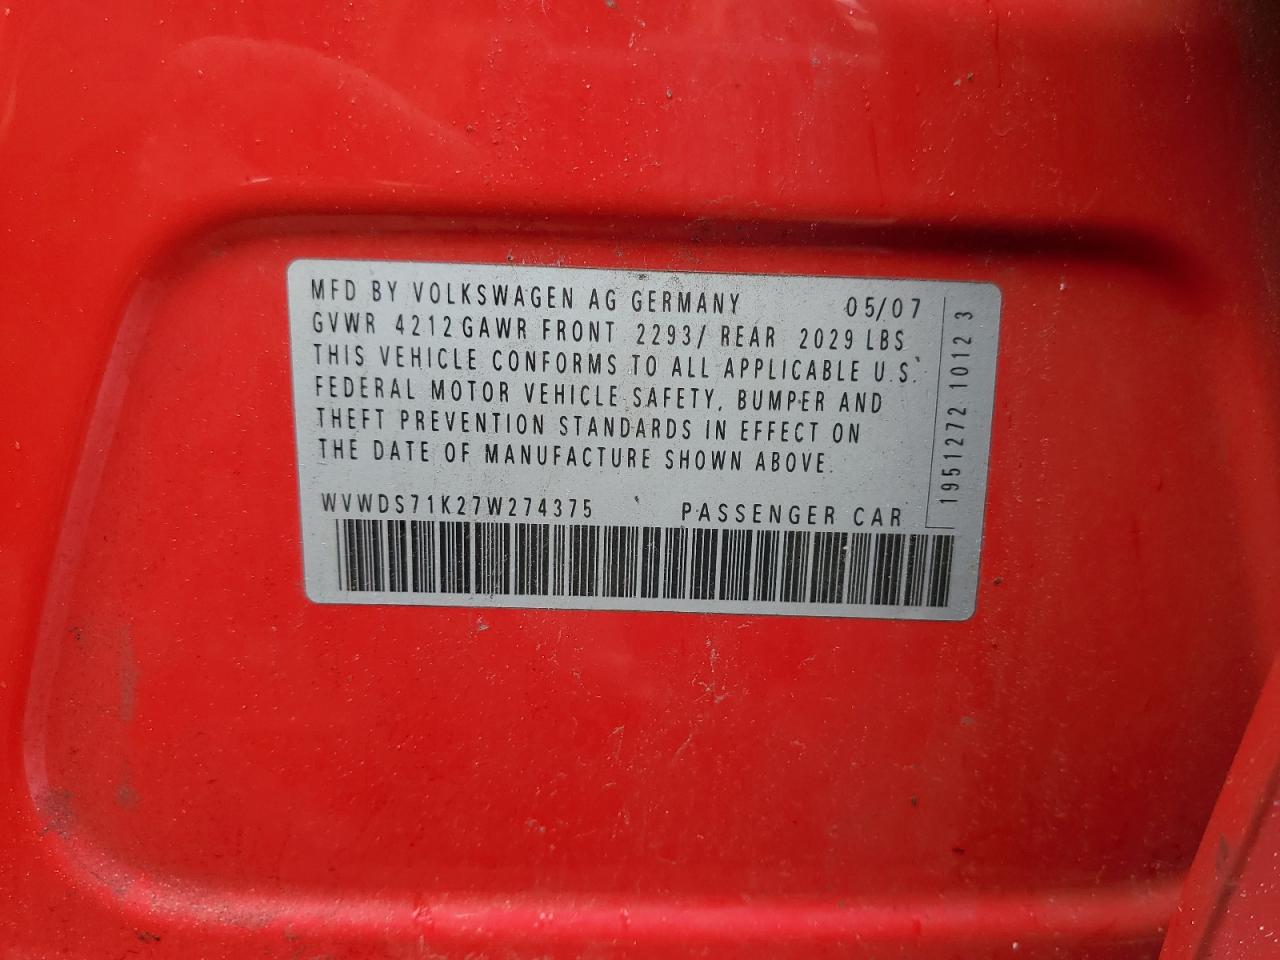 MFD BY VOLKSWAGEN AG GERMANY 05/07
GVWR 4212 GAWR FRONT 2293/ REAR 2029 LBS
THIS VEHICLE CONFORMS TO ALL APPLICABLE U.S.
FEDERAL MOTOR VEHICLE SAFETY, BUMPER AND
THEFT PREVENTION STANDARDS IN EFFECT ON
THE DATE OF MANUFACTURE SHOWN ABOVE.
WVWDS71K27W274375 PASSENGER CAR
1951272 1012 3